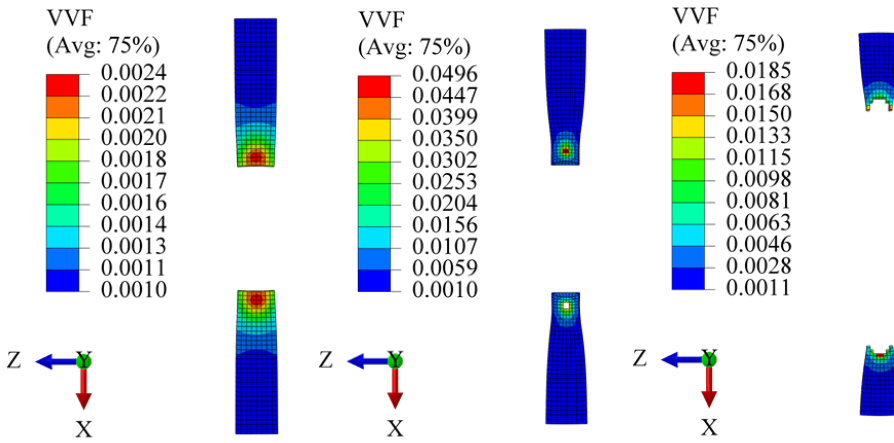 VVF
(Avg: 75%)
0.0024
0.0022
0.0021
0.0020
0.0018
0.0017
0.0016
0.0014
0.0013
0.0011
0.0010
Z
Y
X
VVF
(Avg: 75%)
0.0496
0.0447
0.0399
0.0350
0.0302
0.0253
0.0204
0.0156
0.0107
0.0059
0.0010
Z
Y
X
VVF
(Avg: 75%)
0.0185
0.0168
0.0150
0.0133
0.0115
0.0098
0.0081
0.0063
0.0046
0.0028
0.0011
Z
Y
X